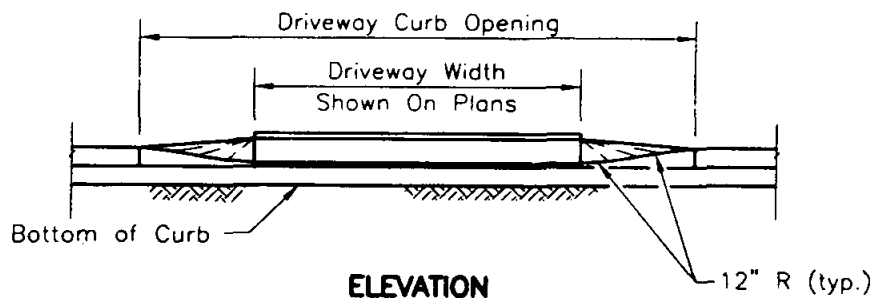 Driveway Curb Opening
Driveway Width
Shown On Plans
Bottom of Curb
12" R (typ.)
ELEVATION